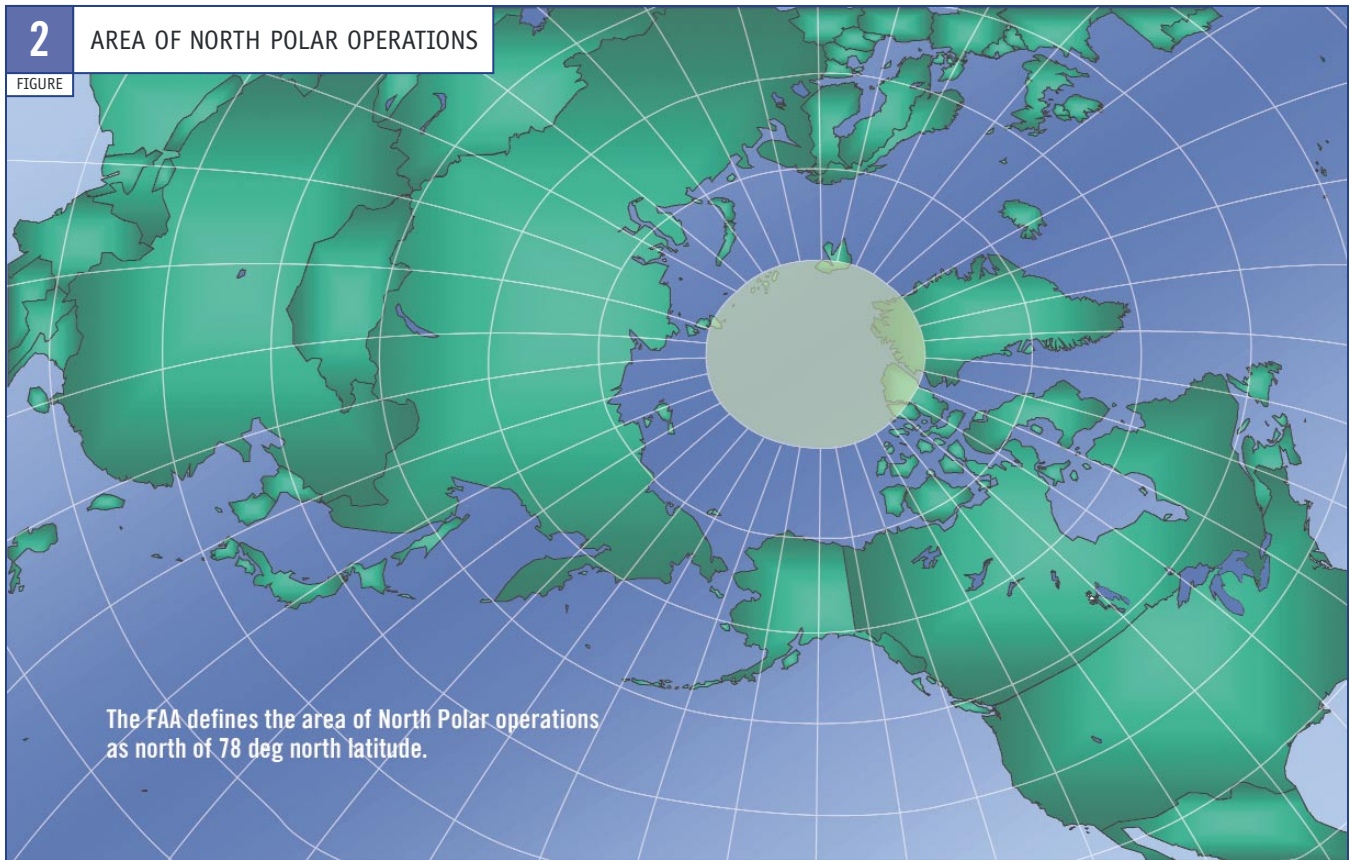 2
AREA OF NORTH POLAR OPERATIONS
FIGURE
The FAA defines the area of North Polar operations
as north of 78 deg north latitude.